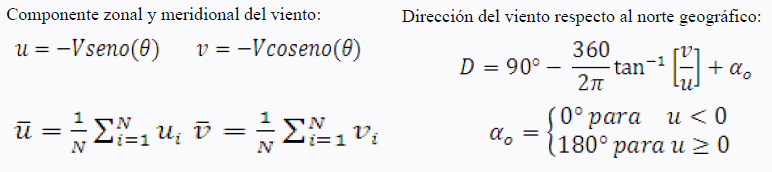 Componente zonal y meridional del viento:
u = −Vseno(θ)    v = −Vcoseno(θ)
ū = 1/N ∑_{i=1}^{N} u_i  v̄ = 1/N ∑_{i=1}^{N} v_i
Dirección del viento respecto al norte geográfico:
D = 90° − 360/2π tan⁻¹ [v/u] + α_o
α_o = { 0° para    u < 0
180° para u ≥ 0